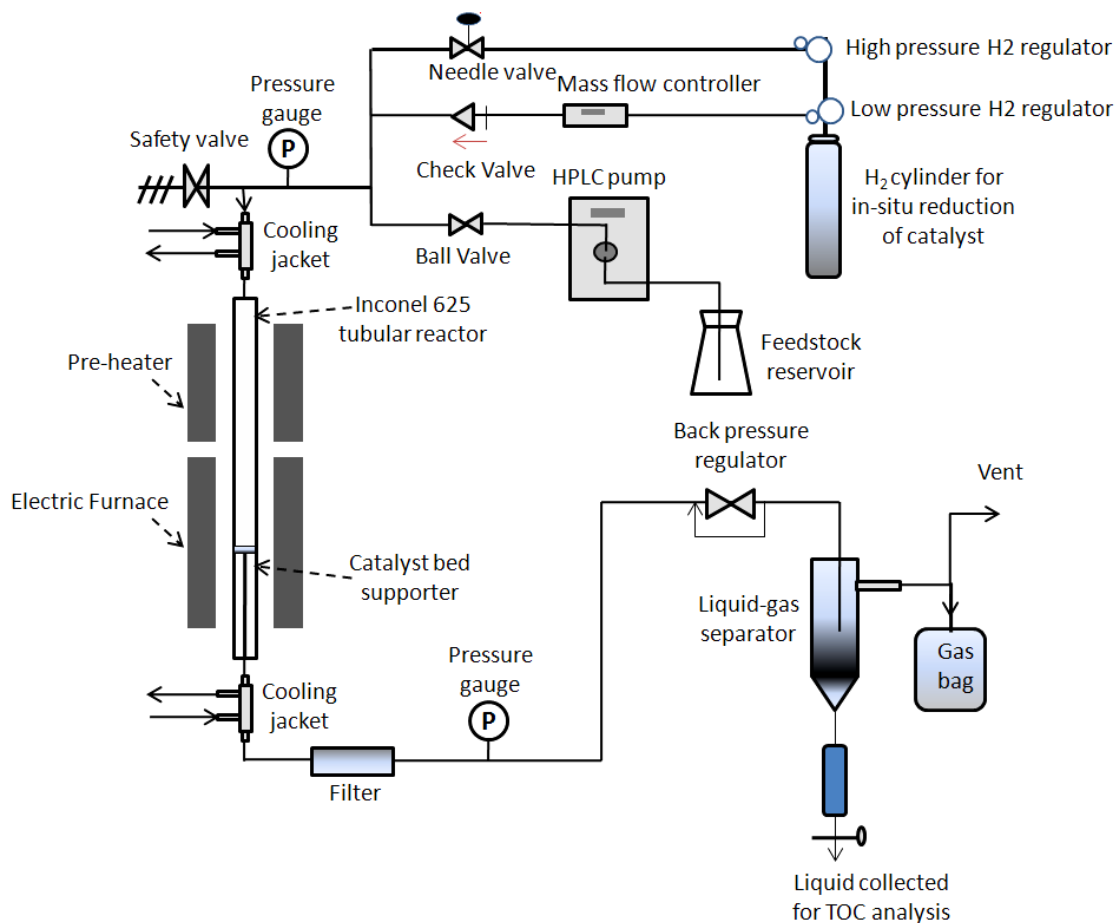 High pressure H2 regulator
Needle valve
Pressure
gauge
Mass flow controller
Low pressure H2 regulator
Safety valve
P
Check Valve
HPLC pump
H₂ cylinder for
in-situ reduction
of catalyst
Cooling
jacket
Ball Valve
Inconel 625
tubular reactor
Pre-heater
Feedstock
reservoir
Back pressure
regulator
Vent
Electric Furnace
Catalyst bed
supporter
Liquid-gas
separator
Pressure
gauge
Gas
bag
Cooling
jacket
P
Filter
Liquid collected
for TOC analysis